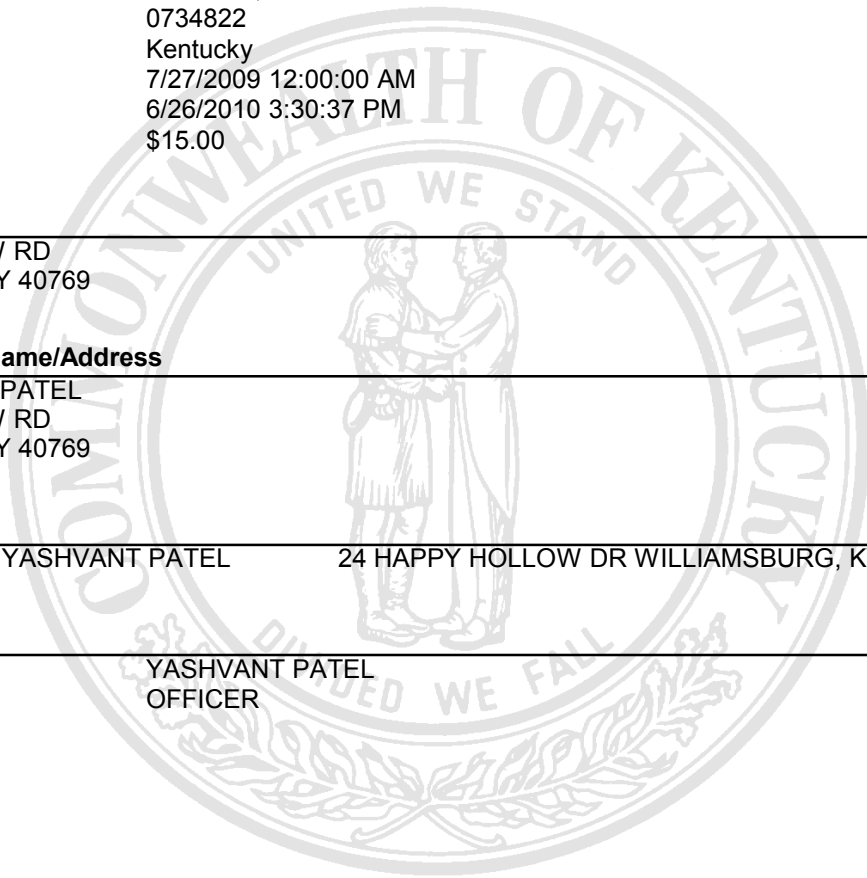 0734822
Kentucky
7/27/2009 12:00:00 AM
6/26/2010 3:30:37 PM
$15.00
COMMONWEALTH OF KENTUCKY
UNITED WE STAND
RD
40769
ame/Address
PATEL
RD
40769
YASHVANT PATEL 24 HAPPY HOLLOW DR WILLIAMSBURG, K
YASHVANT PATEL
OFFICER
DIVIDED WE FALL